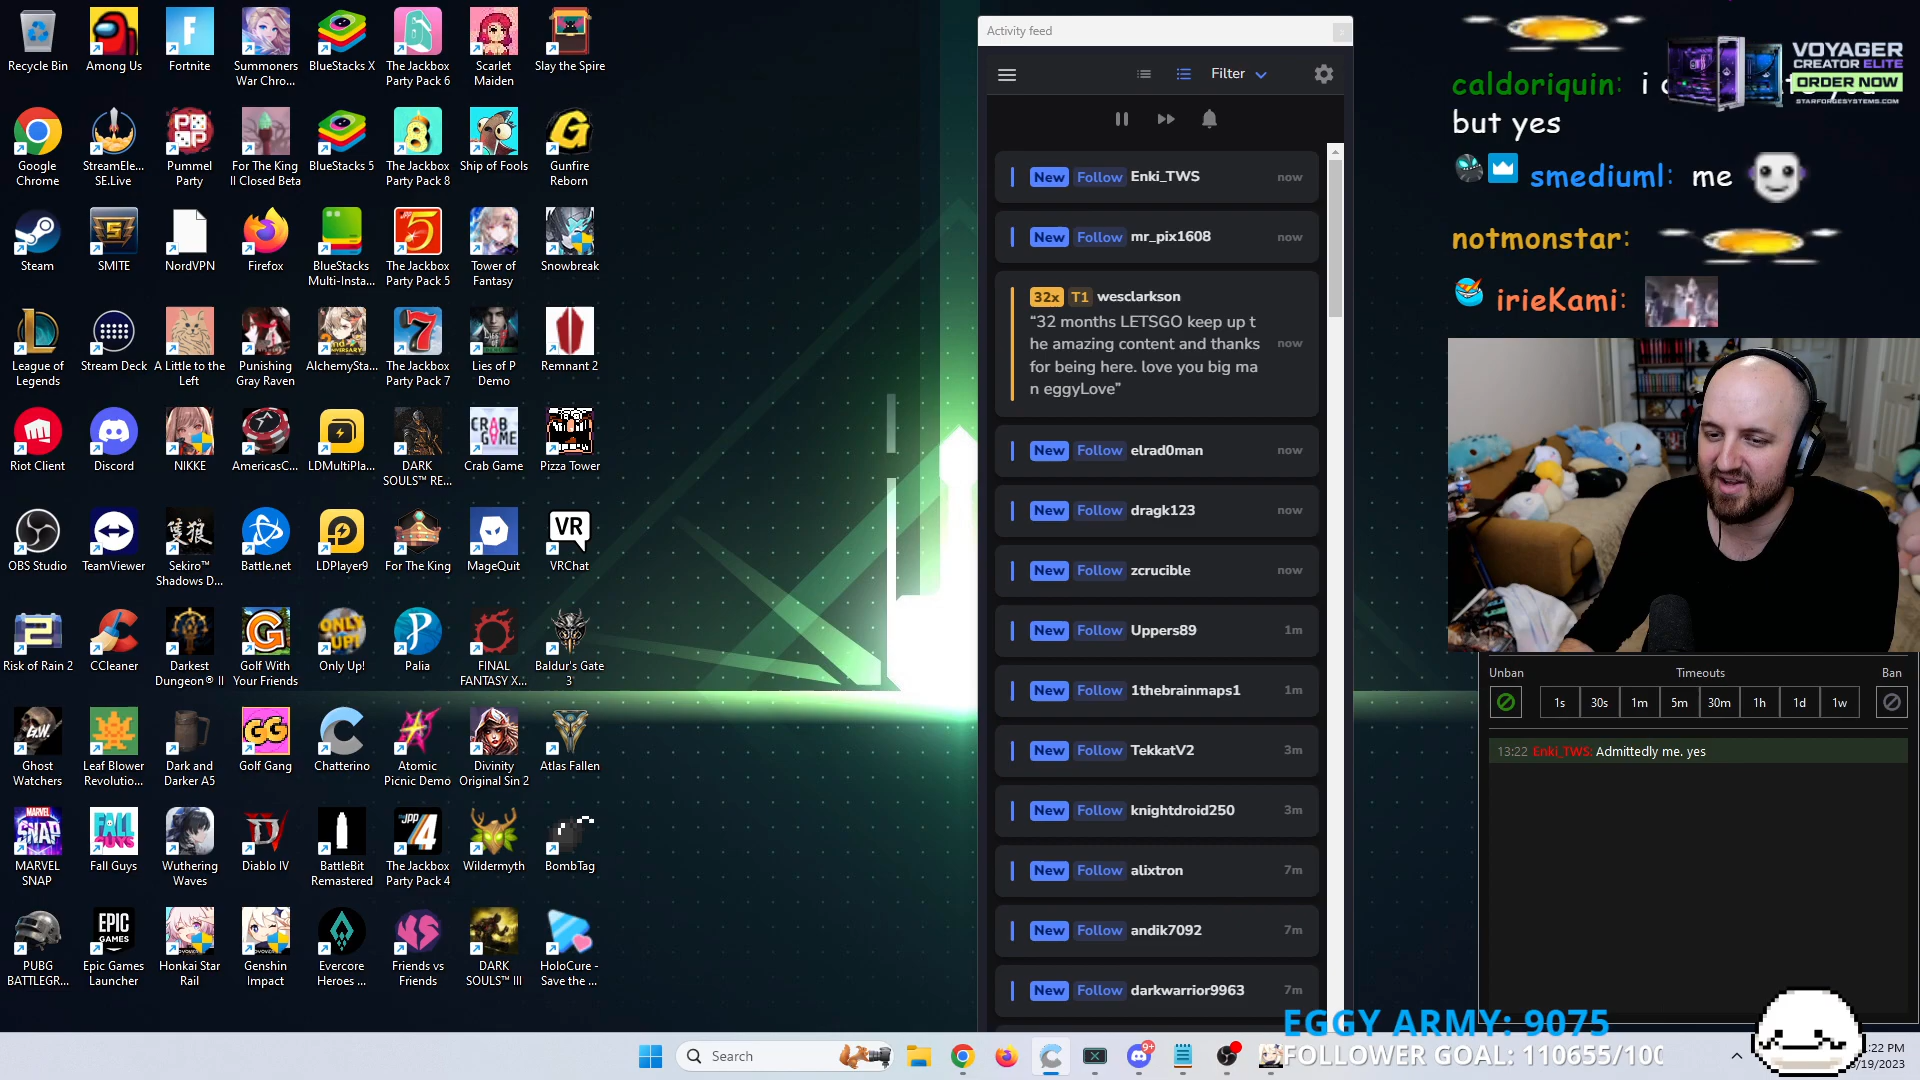 Recycle Bin
Among Us
Fortnite
Summoners
War Chro...
BlueStacks X
The Jackbox
Party Pack 6
Scarlet
Maiden
Slay the Spire
Google
Chrome
StreamEle...
SE.Live
Pummel
Party
For The King
II Closed Beta
BlueStacks 5
The Jackbox
Party Pack 8
Ship of Fools
Gunfire
Reborn
Steam
SMITE
NordVPN
Firefox
BlueStacks
Multi-Insta...
The Jackbox
Party Pack 5
Tower of
Fantasy
Snowbreak
League of
Legends
Stream Deck
A Little to the
Left
Punishing
Gray Raven
AlchemySta...
The Jackbox
Party Pack 7
Lies of P
Demo
Remnant 2
Riot Client
Discord
NIKKE
AmericasC...
LDMultiPla...
DARK
SOULS™ RE...
Crab Game
Pizza Tower
OBS Studio
TeamViewer
Sekiro™
Shadows D...
Battle.net
LDPlayer9
For The King
MageQuit
VRChat
Risk of Rain 2
CCleaner
Darkest
Dungeon® II
Golf With
Your Friends
Only Up!
Palia
FINAL
FANTASY X...
Baldur's Gate
3
Ghost
Watchers
Leaf Blower
Revolutio...
Dark and
Darker A5
Golf Gang
Chatterino
Atomic
Picnic Demo
Divinity
Original Sin 2
Atlas Fallen
MARVEL
SNAP
Fall Guys
Wuthering
Waves
Diablo IV
BattleBit
Remastered
The Jackbox
Party Pack 4
Wildermyth
BombTag
PUBG
BATTLEGR...
Epic Games
Launcher
Honkai Star
Rail
Genshin
Impact
Evercore
Heroes ...
Friends vs
Friends
DARK
SOULS™ III
HoloCure -
Save the ...
Activity feed
Filter
New Follow Enki_TWS now
New Follow mr_pix1608 now
32x T1 wesclarkson
“32 months LETSGO keep up t
he amazing content and thanks now
for being here. love you big ma
n eggyLove”
New Follow elrad0man now
New Follow dragk123 now
New Follow zcrucible now
New Follow Uppers89 1m
New Follow 1thebrainmaps1 1m
New Follow TekkatV2 3m
New Follow knightdroid250 3m
New Follow alixtron 7m
New Follow andik7092 7m
New Follow darkwarrior9963 7m
VOYAGER
CREATOR ELITE
ORDER NOW
STARFORGESYSTEMS.COM
caldoriquin: i
but yes
smediuml: me
notmonstar:
irieKami:
Unban Timeouts Ban
1s 30s 1m 5m 30m 1h 1d 1w
13:22 Enki_TWS: Admittedly me. yes
EGGY ARMY: 9075
FOLLOWER GOAL: 110655/100
Search
9+
:22 PM
/19/2023